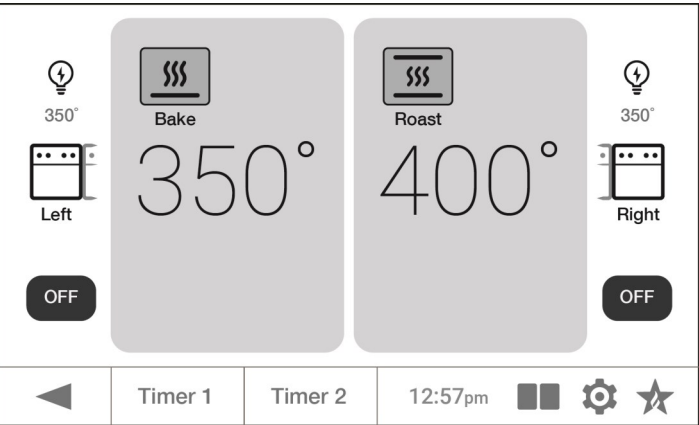 350°
Left
OFF
Bake
350°
Roast
400°
350°
Right
OFF
Timer 1
Timer 2
12:57pm